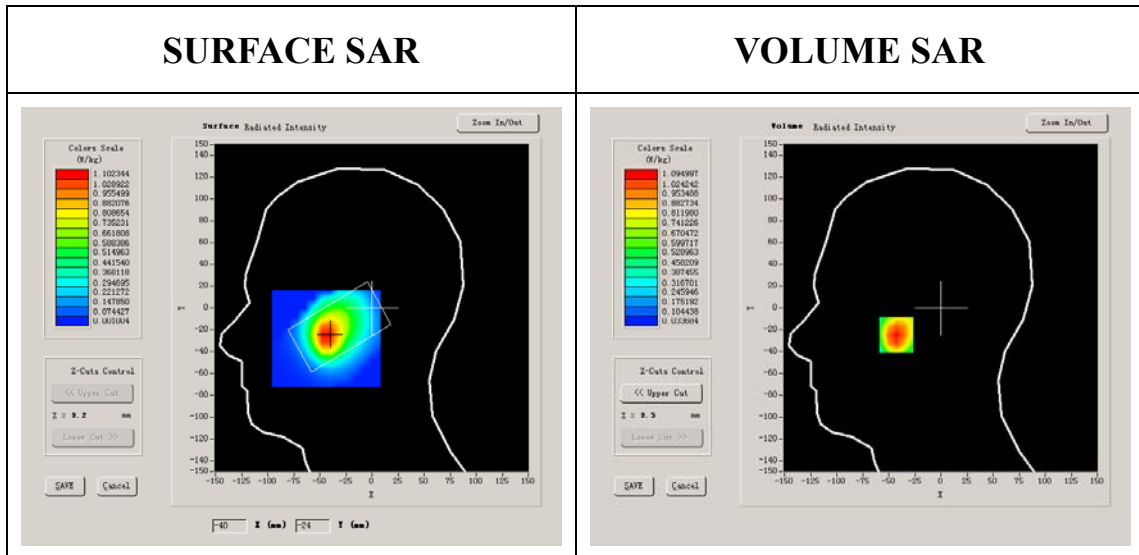 SURFACE SAR
VOLUME SAR
Surface Radiated Intensity
Zoom In/Out
Colors Scale
(W/kg)
1.102344
1.028922
0.955499
0.882076
0.808654
0.735231
0.661808
0.588386
0.514963
0.441540
0.368118
0.294695
0.221272
0.147850
0.074427
0.001004
150
140
120
100
80
60
40
20
0
-20
-40
-60
-80
-100
-120
-140
-150
Y
-150 -125 -100 -75 -50 -25 0 25 50 75 100 125 150
X
Z-Cuts Control
<< Upper Cut
Z = 3.2 mm
Lower Cut >>
SAVE Cancel
-40 X (mm) -24 Y (mm)
Volume Radiated Intensity
Zoom In/Out
Colors Scale
(W/kg)
1.094997
1.024242
0.953488
0.882734
0.811980
0.741226
0.670472
0.599717
0.528963
0.458209
0.387455
0.316701
0.245946
0.175192
0.104438
0.033684
150
140
120
100
80
60
40
20
0
-20
-40
-60
-80
-100
-120
-140
-150
Y
-150 -125 -100 -75 -50 -25 0 25 50 75 100 125 150
X
Z-Cuts Control
<< Upper Cut
mm
Lower Cut >>
SAVE Cancel